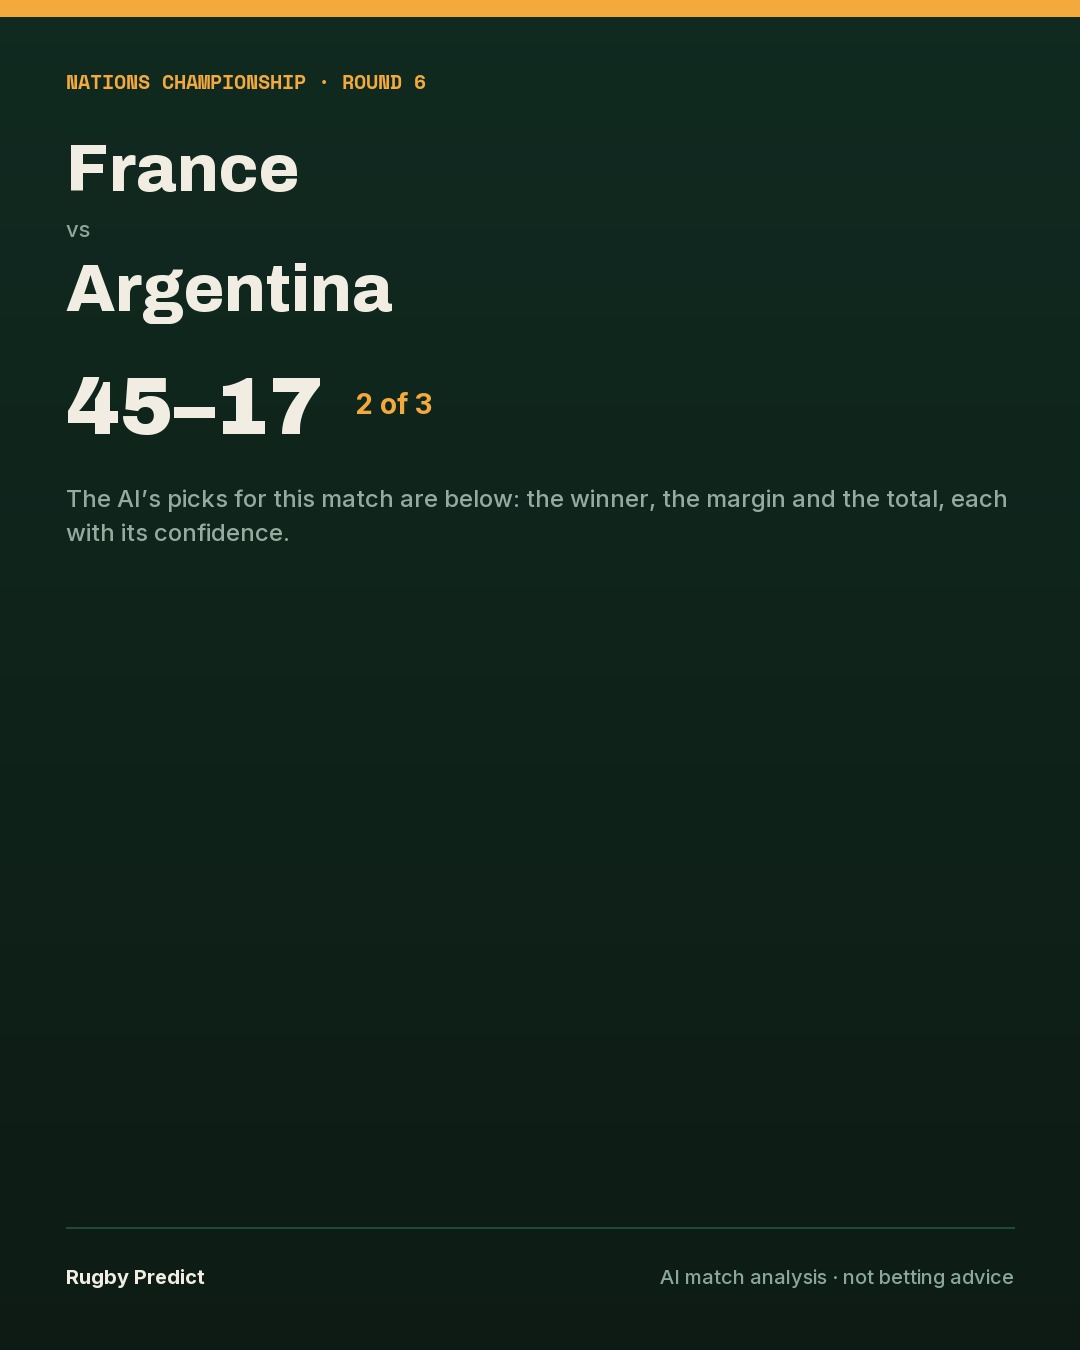 NATIONS CHAMPIONSHIP · ROUND 6
France
vs
Argentina
45–17 2 of 3
The AI’s picks for this match are below: the winner, the margin and the total, each
with its confidence.
Rugby Predict
AI match analysis · not betting advice